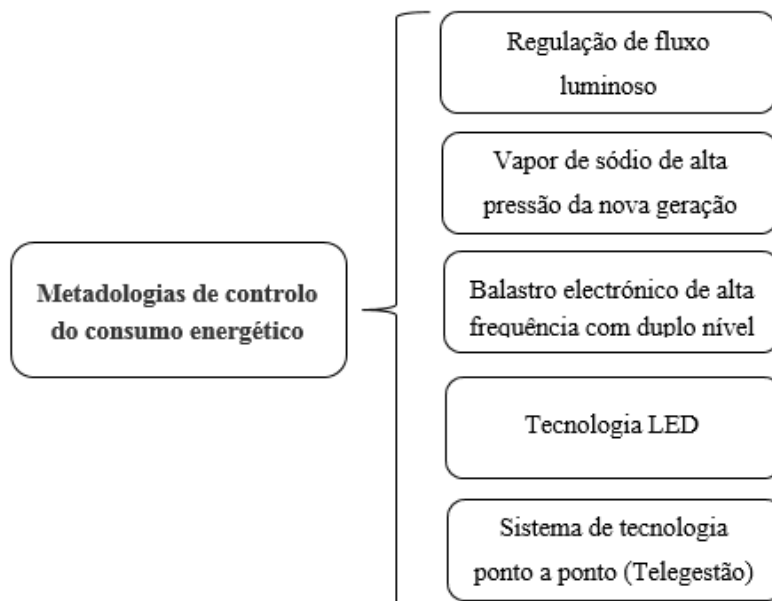 Regulação de fluxo
luminoso
Vapor de sódio de alta
pressão da nova geração
Metadologias de controlo
do consumo energético
Balastro electrónico de alta
frequência com duplo nível
Tecnologia LED
Sistema de tecnologia
ponto a ponto (Telegestão)